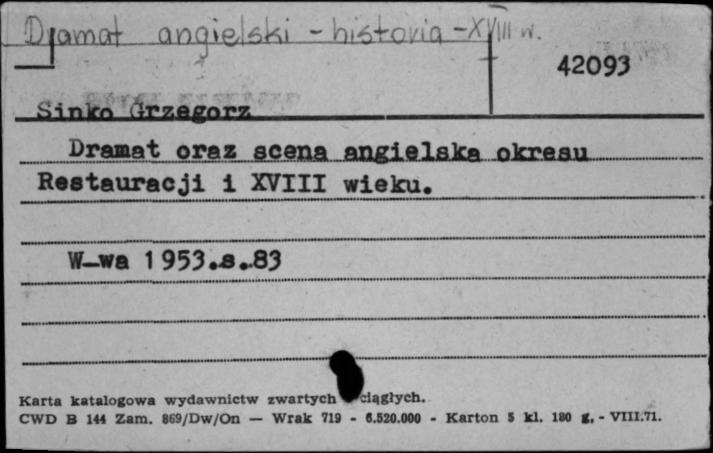 Dramat angielski - historia - XVIII w.
42093
Sinko Grzegorz
Dramat oraz scena angielska okresu
Restauracji i XVIII wieku.
W-wa 1953.s.83
Karta katalogowa wydawnictw zwartych ciągłych.
CWD B 144 Zam. 869/Dw/On — Wrak 719 - 6.520.000 - Karton 5 kl. 180 g, - VIII.71.